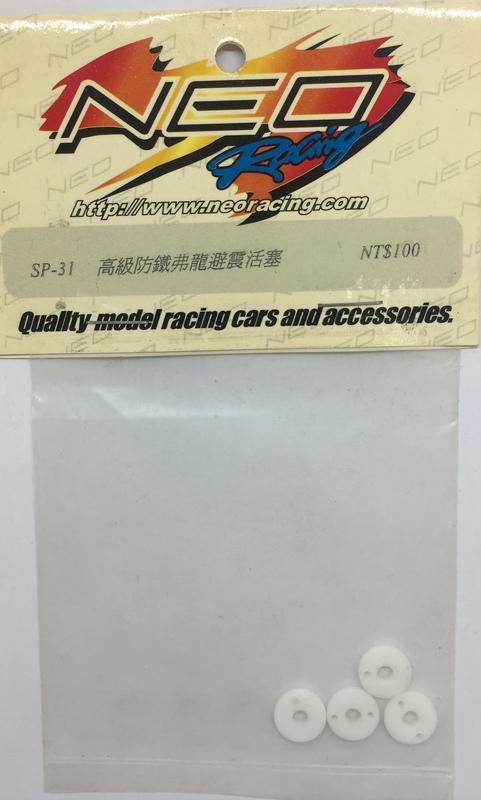 NEO
Racing
http://www.neoracing.com
SP-31 高級防鐵弗龍避震活塞 NT$100
Quality model racing cars and accessories.